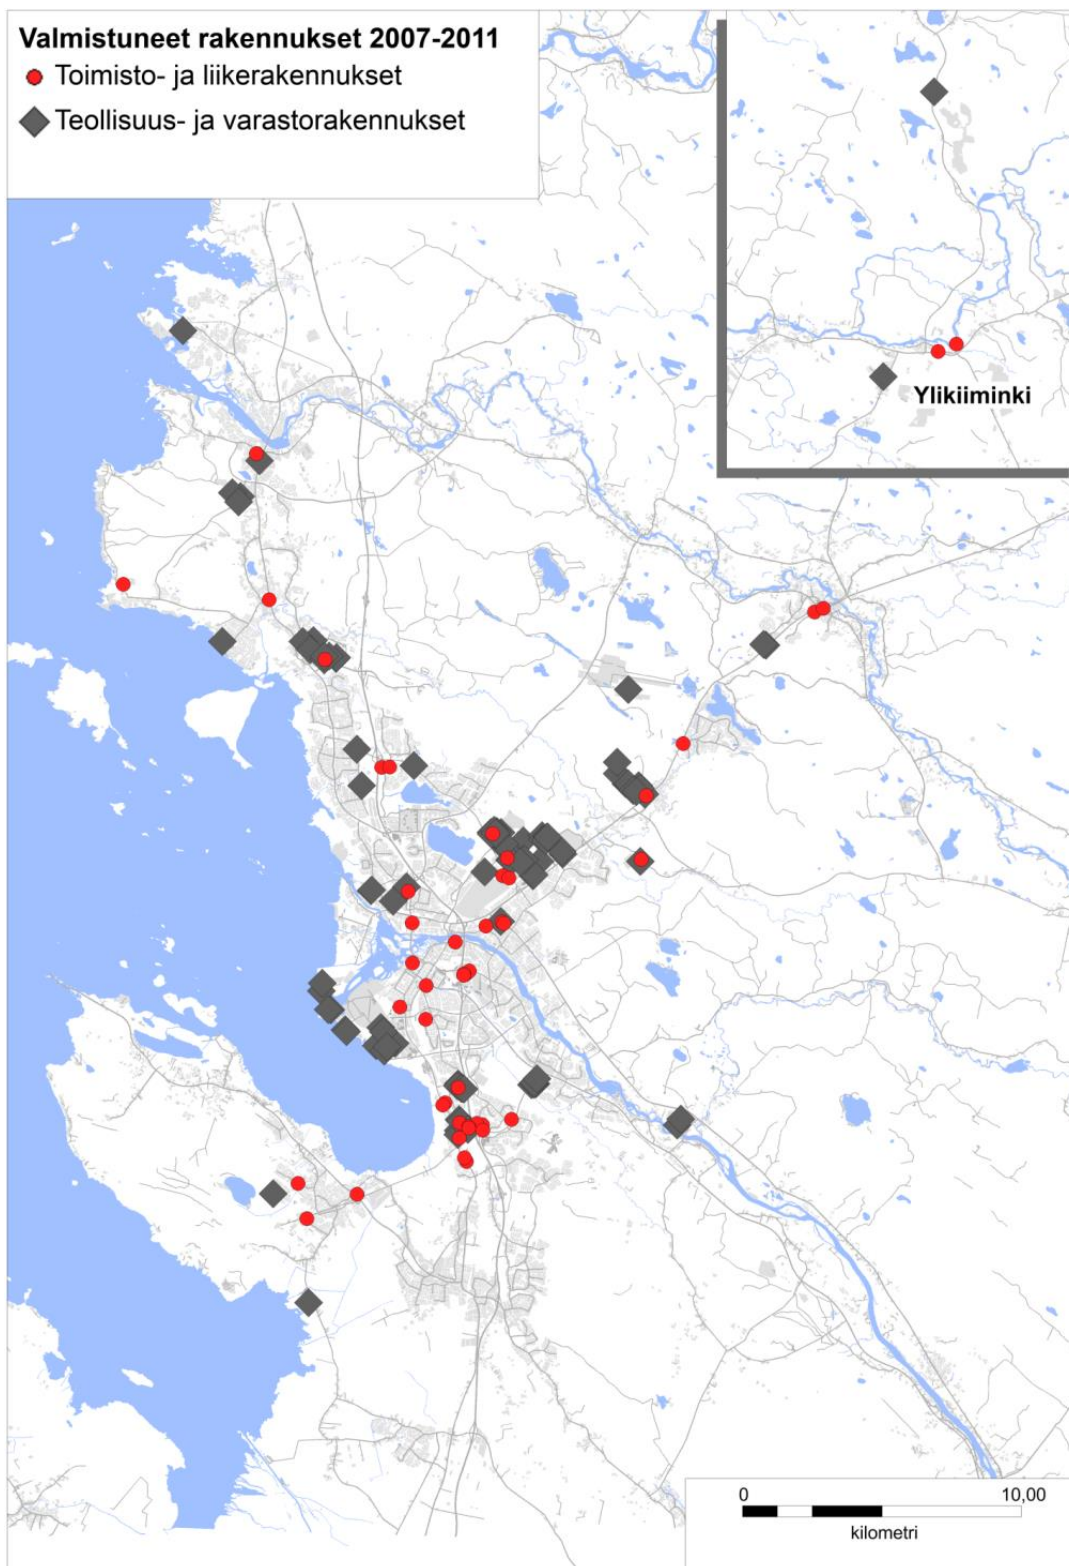 Valmistuneet rakennukset 2007-2011
Toimisto- ja liikerakennukset
Teollisuus- ja varastorakennukset
Ylikiiminki
0 10,00
kilometri